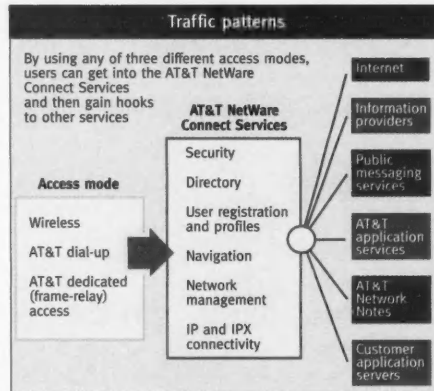 Traffic patterns
By using any of three different access modes,
users can get into the AT&T NetWare
Connect Services
and then gain hooks
to other services
Access mode
Wireless
AT&T dial-up
AT&T dedicated
(frame-relay)
access
AT&T NetWare
Connect Services
Security
Directory
User registration
and profiles
Navigation
Network
management
IP and IPX
connectivity
Internet
Information
providers
Public
messaging
services
AT&T
application
services
AT&T
Network
Notes
Customer
application
servers